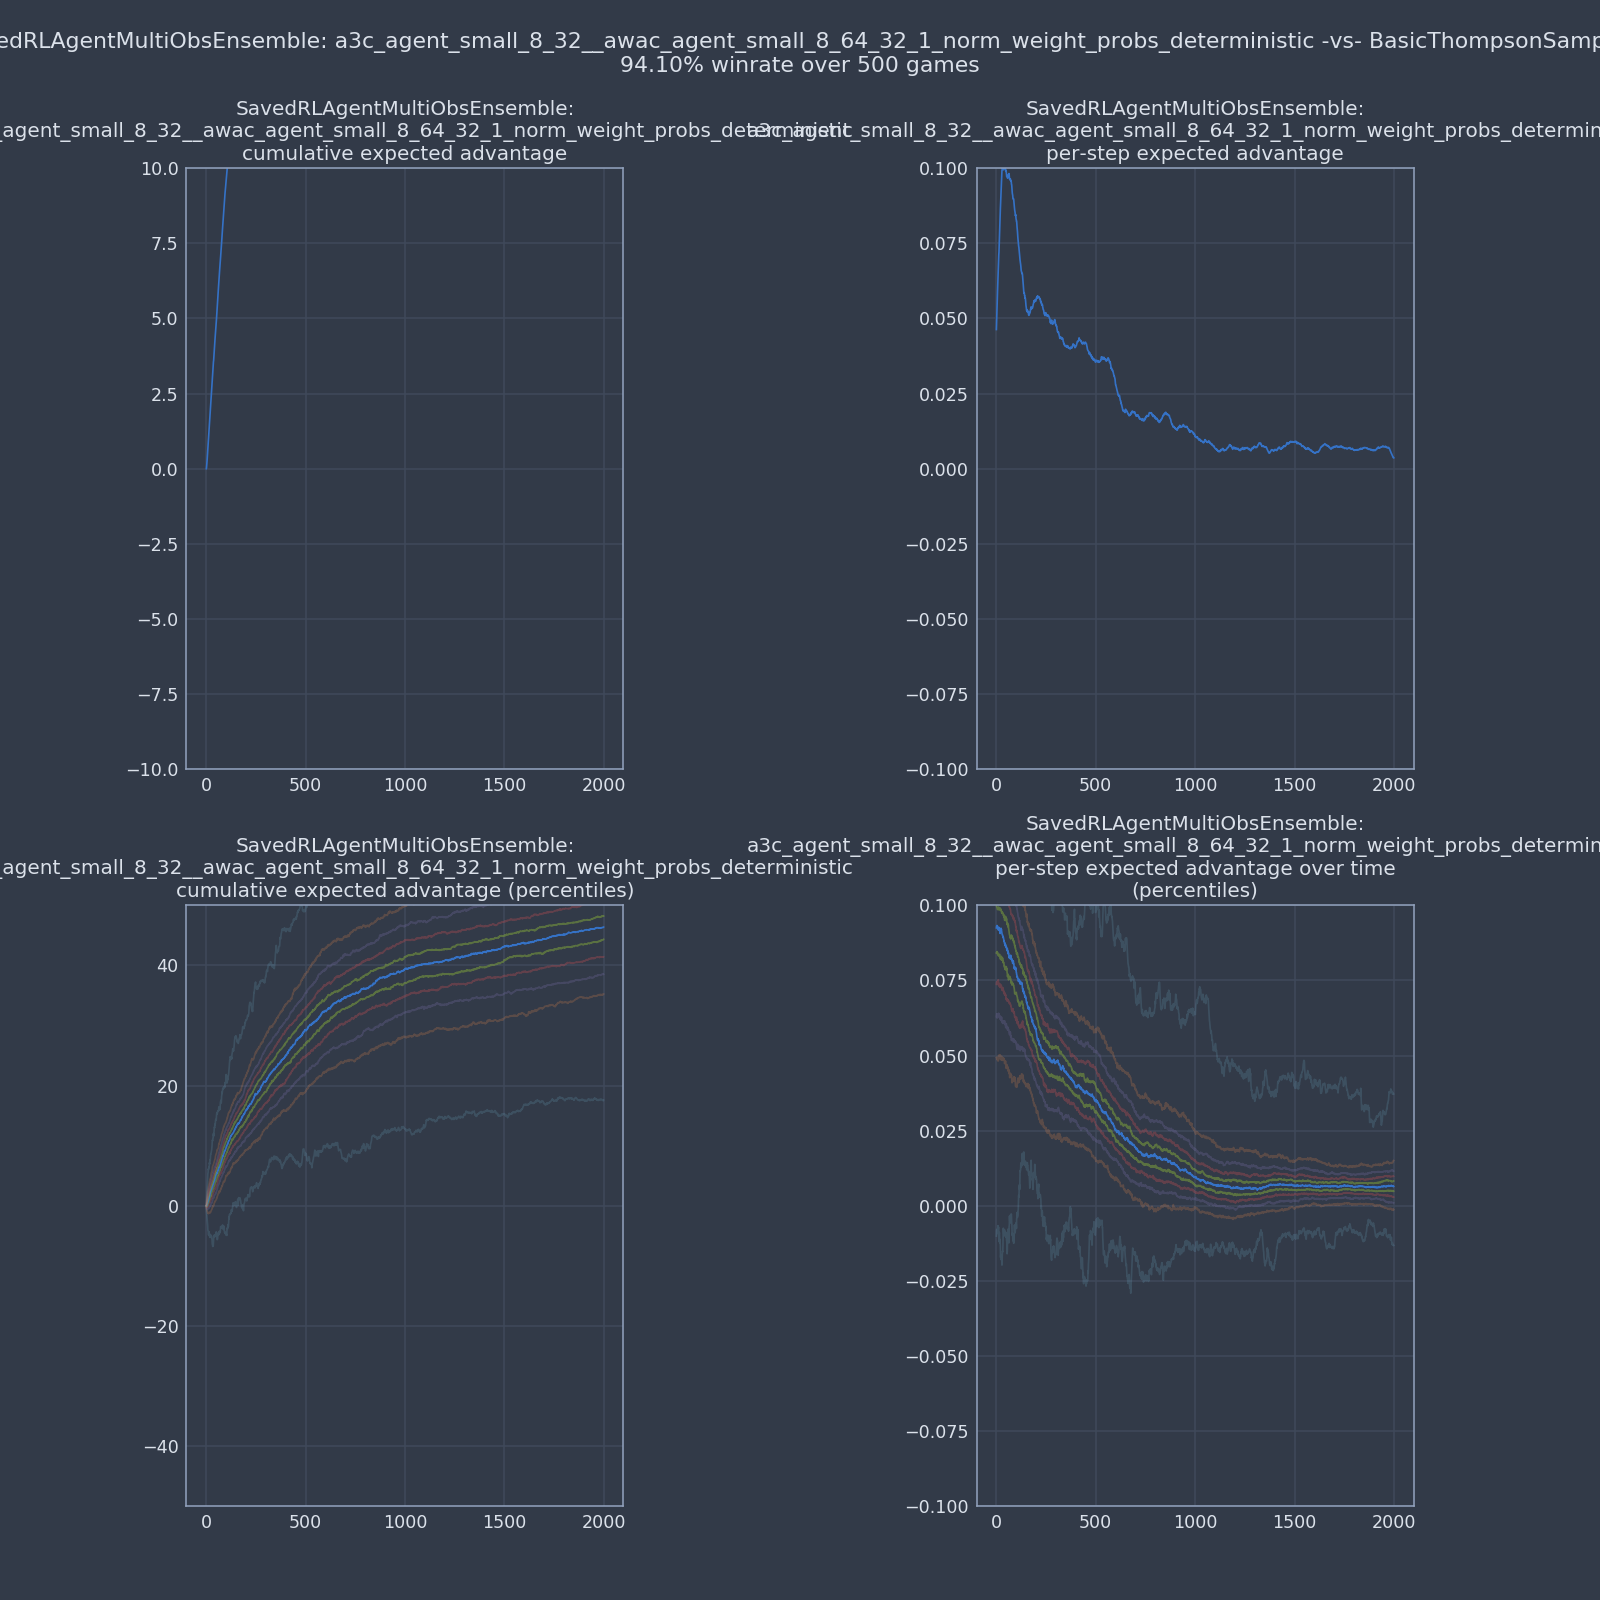 edRLAgentMultiObsEnsemble: a3c_agent_small_8_32__awac_agent_small_8_64_32_1_norm_weight_probs_deterministic -vs- BasicThompsonSamp
94.10% winrate over 500 games
SavedRLAgentMultiObsEnsemble:
_agent_small_8_32__awac_agent_small_8_64_32_1_norm_weight_probs_deterministic
cumulative expected advantage
10.0
7.5
5.0
2.5
0.0
−2.5
−5.0
−7.5
−10.0
0 500 1000 1500 2000
SavedRLAgentMultiObsEnsemble:
a3c_agent_small_8_32__awac_agent_small_8_64_32_1_norm_weight_probs_determin
per-step expected advantage
0.100
0.075
0.050
0.025
0.000
−0.025
−0.050
−0.075
−0.100
0 500 1000 1500 2000
SavedRLAgentMultiObsEnsemble:
_agent_small_8_32__awac_agent_small_8_64_32_1_norm_weight_probs_deterministic
cumulative expected advantage (percentiles)
40
20
0
−20
−40
0 500 1000 1500 2000
SavedRLAgentMultiObsEnsemble:
a3c_agent_small_8_32__awac_agent_small_8_64_32_1_norm_weight_probs_determin
per-step expected advantage over time
(percentiles)
0.100
0.075
0.050
0.025
0.000
−0.025
−0.050
−0.075
−0.100
0 500 1000 1500 2000